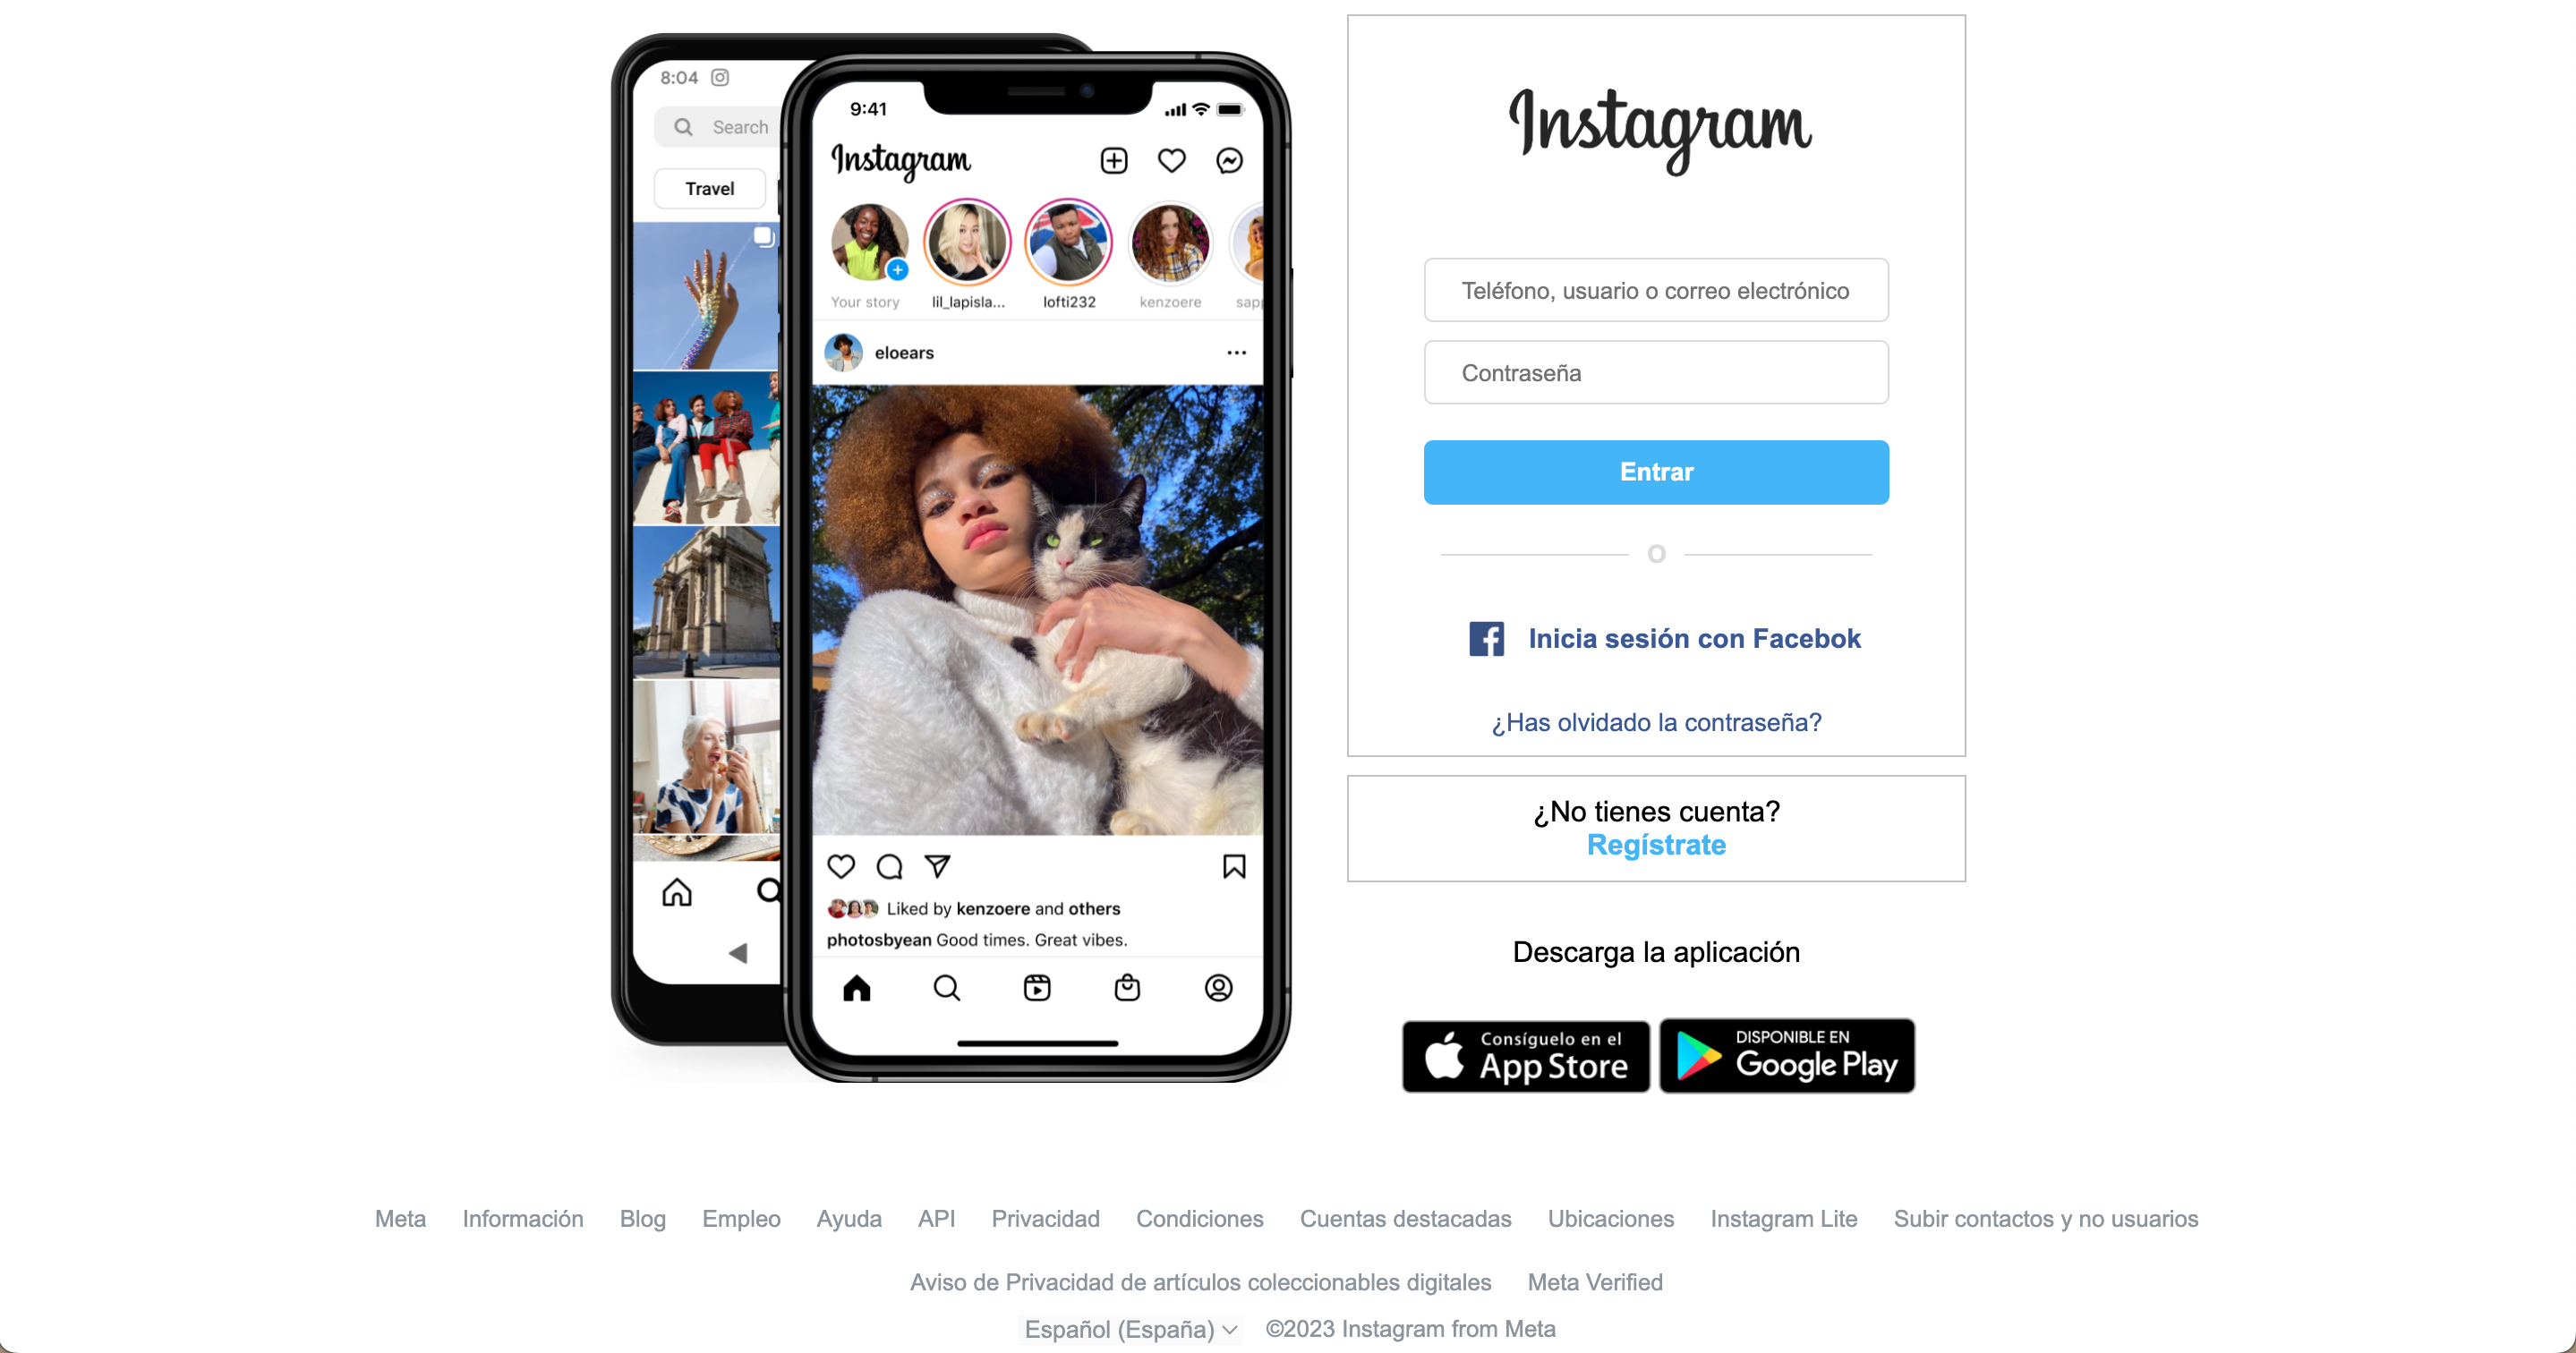 8:04
Search
Travel
9:41
Instagram
Your story
lil_lapisla...
lofti232
kenzoere
eloears
Liked by kenzoere and others
photosbyean Good times. Great vibes.
Instagram
Teléfono, usuario o correo electrónico
Contraseña
Entrar
O
Inicia sesión con Facebok
¿Has olvidado la contraseña?
¿No tienes cuenta?
Regístrate
Descarga la aplicación
Consíguelo en el
App Store
DISPONIBLE EN
Google Play
Meta Información Blog Empleo Ayuda API Privacidad Condiciones Cuentas destacadas Ubicaciones Instagram Lite Subir contactos y no usuarios
Aviso de Privacidad de artículos coleccionables digitales Meta Verified
Español (España) ©2023 Instagram from Meta